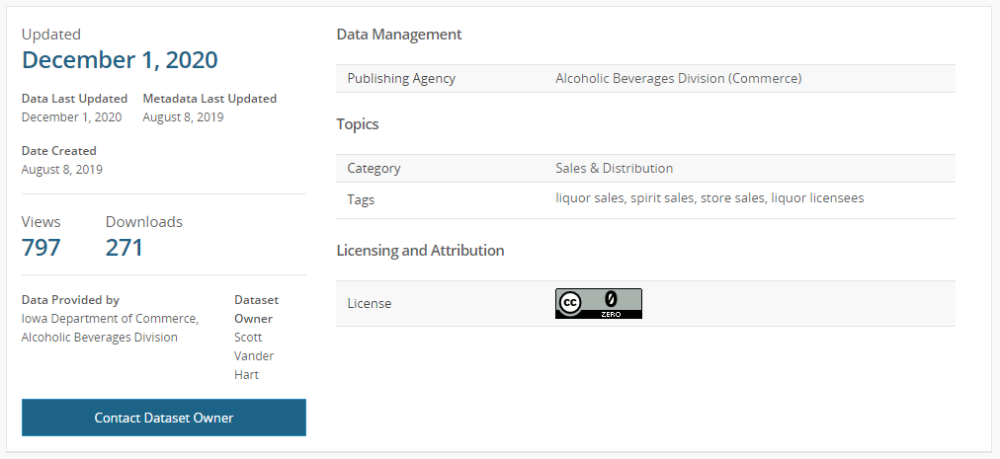 Updated
December 1, 2020
Data Last Updated
December 1, 2020
Metadata Last Updated
August 8, 2019
Date Created
August 8, 2019
Views
797
Downloads
271
Data Provided by
Iowa Department of Commerce,
Alcoholic Beverages Division
Dataset
Owner
Scott
Vander
Hart
Contact Dataset Owner
Data Management
Publishing Agency
Alcoholic Beverages Division (Commerce)
Topics
Category
Sales & Distribution
Tags
liquor sales, spirit sales, store sales, liquor licensees
Licensing and Attribution
License
cc
0
ZERO